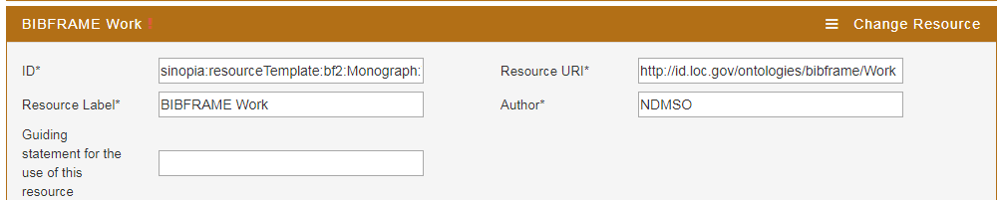 BIBFRAME Work Change Resource
ID* sinopia:resourceTemplate:bf2:Monograph: Resource URI* http://id.loc.gov/ontologies/bibframe/Work
Resource Label* BIBFRAME Work Author* NDMSO
Guiding
statement for the
use of this
resource